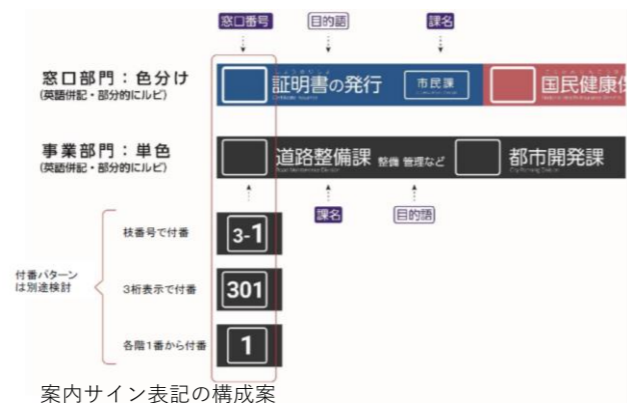 窓口番号 目的語 課名
窓口部門：色分け
(英語併記・部分的にルビ)
証明書の発行 市民課 国民健康保
事業部門：単色
(英語併記・部分的にルビ)
道路整備課 整備 管理など 都市開発課
課名 目的語
枝番号で付番 3-1
付番パターン
は別途検討
3桁表示で付番 301
各階1番から付番 1
案内サイン表記の構成案